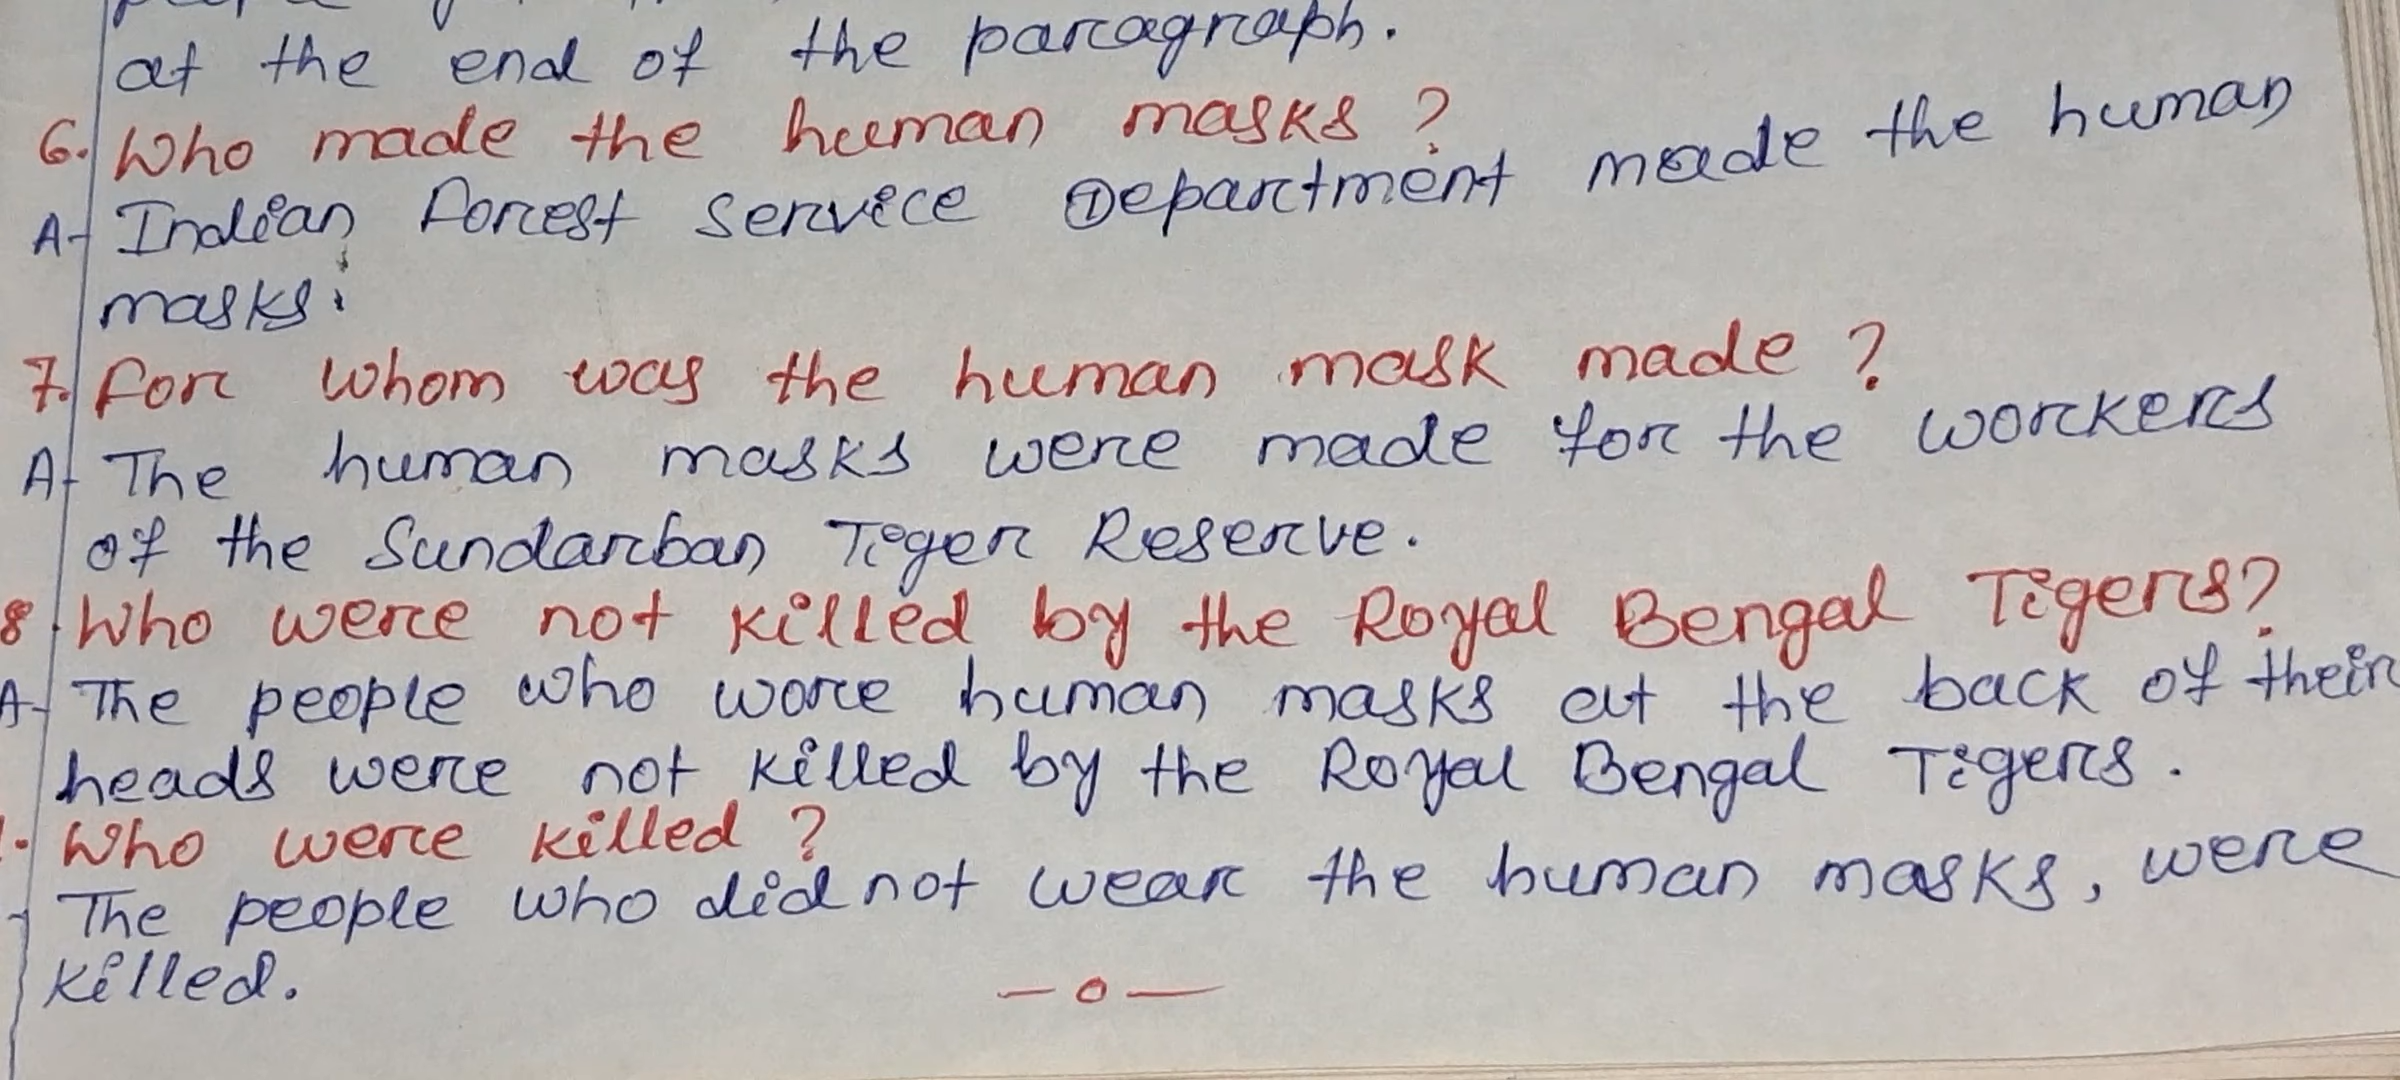 at the end of the paragraph.
6. Who made the human masks?
A- Indian Forest Service Department made the human
masks.
7. For whom was the human mask made?
A- The human masks were made for the workers
of the Sundarban Tiger Reserve.
8. Who were not killed by the Royal Bengal Tigers?
A- The people who wore human masks at the back of their
heads were not killed by the Royal Bengal Tigers.
Who were killed?
The people who did not wear the human masks, were
killed.
—o—